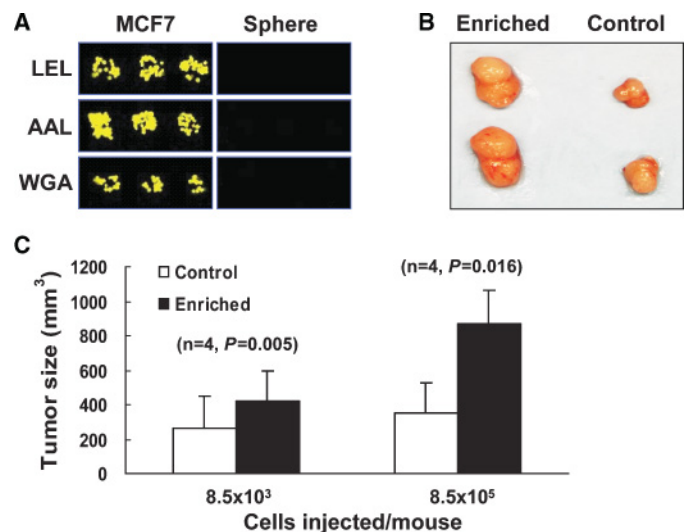 A MCF7 Sphere
LEL
AAL
WGA
B Enriched Control
C
1200
1000
800
600
400
200
0
Tumor size (mm³)
Control
Enriched
(n=4, P=0.005)
(n=4, P=0.016)
8.5x10³ 8.5x10⁵
Cells injected/mouse